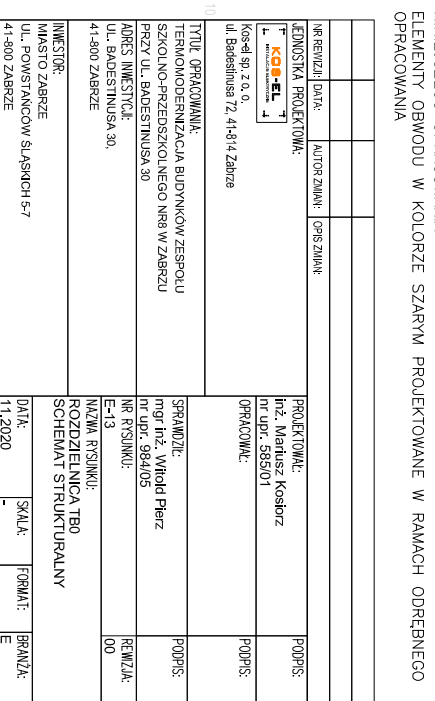 ELEMENTY OBWODU W KOLORZE SZARYM PROJEKTOWANE W RAMACH ODRĘBNEGO
OPRACOWANIA
NR REWIZJI: DATA: AUTOR ZMIAN: OPIS ZMIAN:
JEDNOSTKA PROJEKTOWA:
KOS-EL
INSTALACJE ELEKTRYCZNE
Kos-el sp. z o. o.
ul. Badestinusa 72, 41-814 Zabrze
PROJEKTOWAŁ: PODPIS:
inż. Mariusz Kosiorz
nr upr. 585/01
OPRACOWAŁ: PODPIS:
10
TYTUŁ OPRACOWANIA:
TERMOMODERNIZACJA BUDYNKÓW ZESPOŁU
SZKOLNO-PRZEDSZKOLNEGO NR8 W ZABRZU
PRZY UL. BADESTINUSA 30
SPRAWDZIŁ: PODPIS:
mgr inż. Witold Pierz
nr upr. 984/05
ADRES INWESTYCJI:
UL. BADESTINUSA 30,
41-800 ZABRZE
NR RYSUNKU: REWIZJA:
E-13 00
INWESTOR:
MIASTO ZABRZE
UL. POWSTAŃCÓW ŚLĄSKICH 5-7
41-800 ZABRZE
NAZWA RYSUNKU:
ROZDZIELNICA TB0
SCHEMAT STRUKTURALNY
DATA: SKALA: FORMAT: BRANŻA:
11.2020 - E